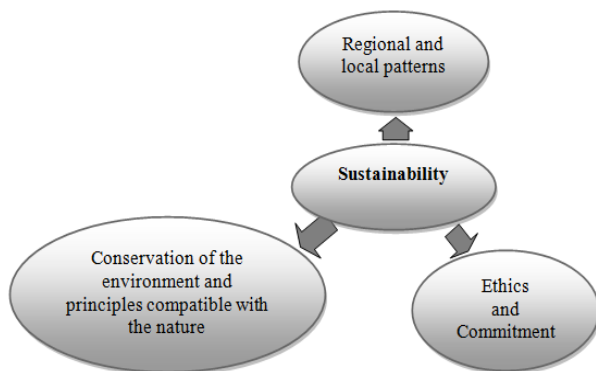 Regional and
local patterns
Sustainability
Conservation of the
environment and
principles compatible with
the nature
Ethics
and
Commitment